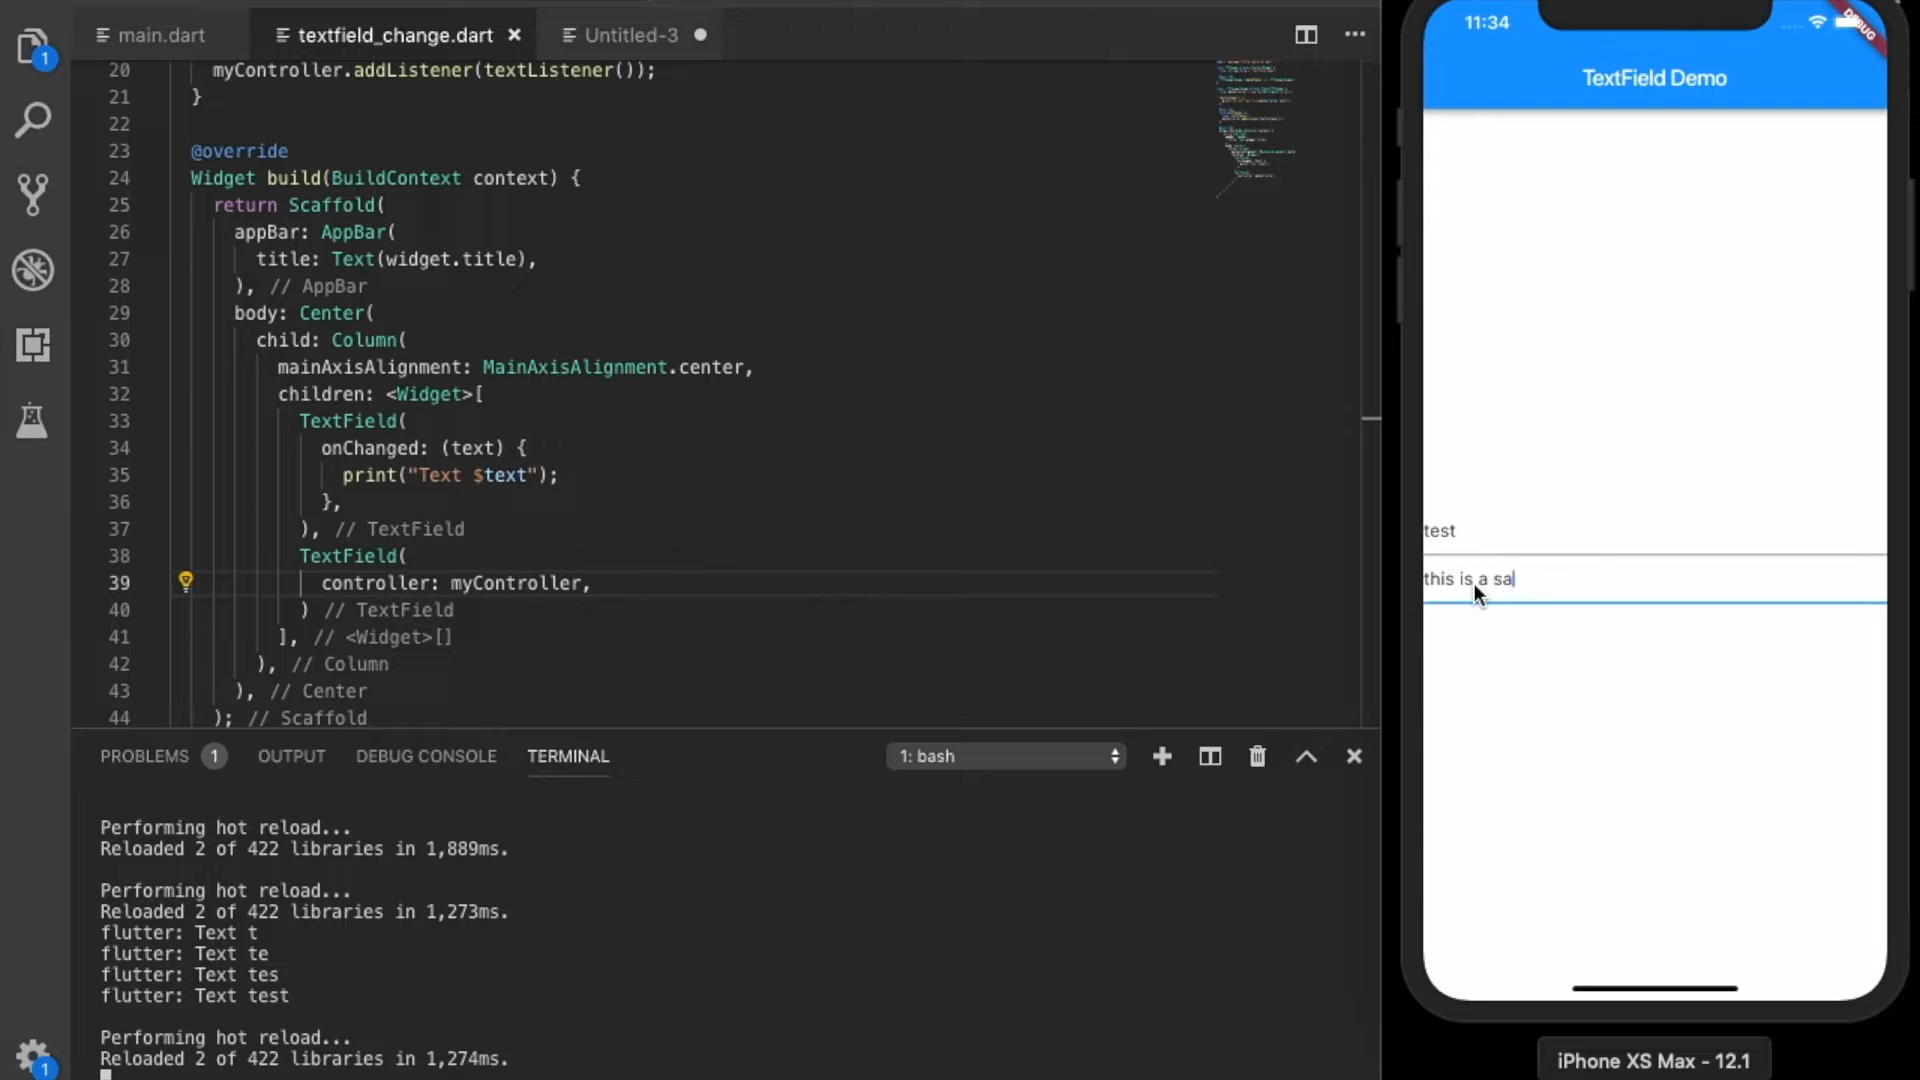 main.dart
textfield_change.dart
Untitled-3
1
20 myController.addListener(textListener());
21 }
22
23 @override
24 Widget build(BuildContext context) {
25 return Scaffold(
26 appBar: AppBar(
27 title: Text(widget.title),
28 ), // AppBar
29 body: Center(
30 child: Column(
31 mainAxisAlignment: MainAxisAlignment.center,
32 children: <Widget>[
33 TextField(
34 onChanged: (text) {
35 print("Text $text");
36 },
37 ), // TextField
38 TextField(
39 controller: myController,
40 ) // TextField
41 ], // <Widget>[]
42 ), // Column
43 ), // Center
44 ); // Scaffold
PROBLEMS 1 OUTPUT DEBUG CONSOLE TERMINAL
1: bash
Performing hot reload...
Reloaded 2 of 422 libraries in 1,889ms.
Performing hot reload...
Reloaded 2 of 422 libraries in 1,273ms.
flutter: Text t
flutter: Text te
flutter: Text tes
flutter: Text test
Performing hot reload...
Reloaded 2 of 422 libraries in 1,274ms.
1
11:34
DEBUG
TextField Demo
test
this is a sa
iPhone XS Max - 12.1